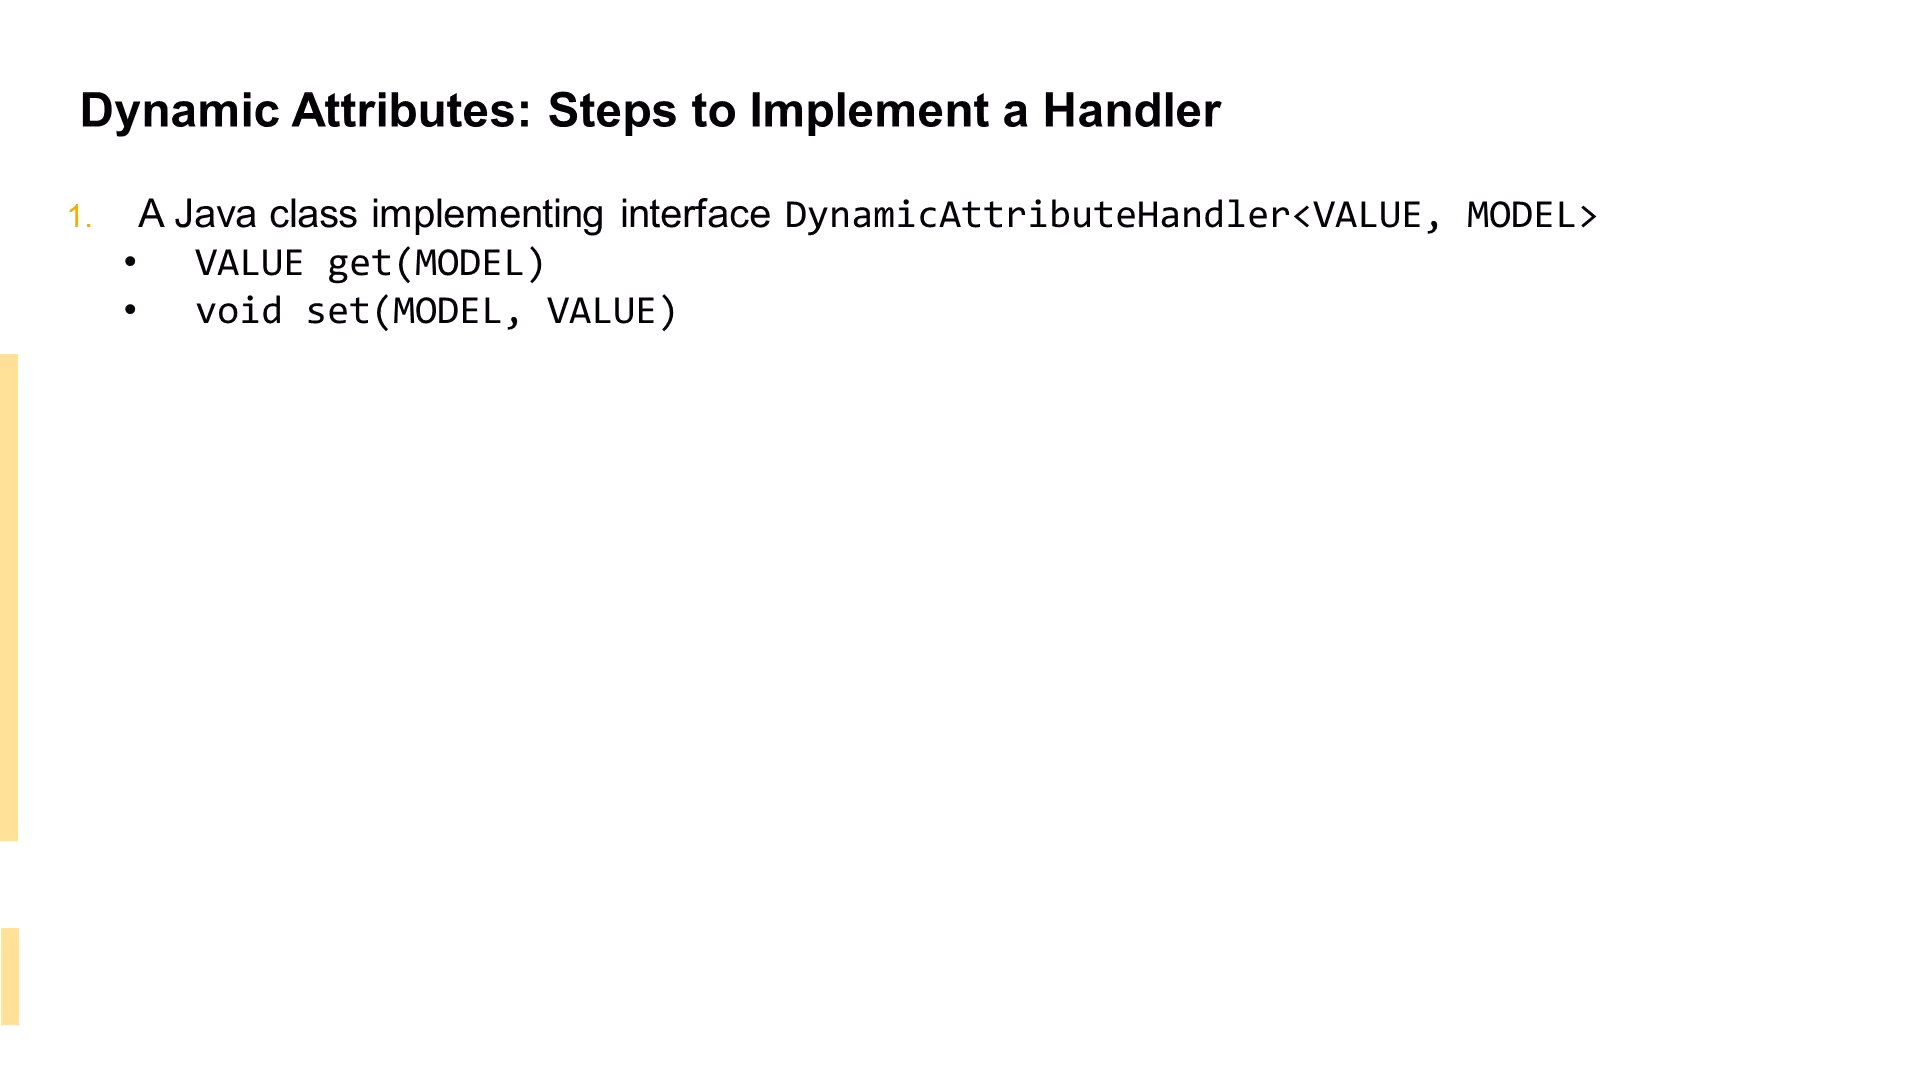 Dynamic Attributes: Steps to Implement a Handler
1. A Java class implementing interface DynamicAttributeHandler<VALUE, MODEL>
• VALUE get(MODEL)
• void set(MODEL, VALUE)